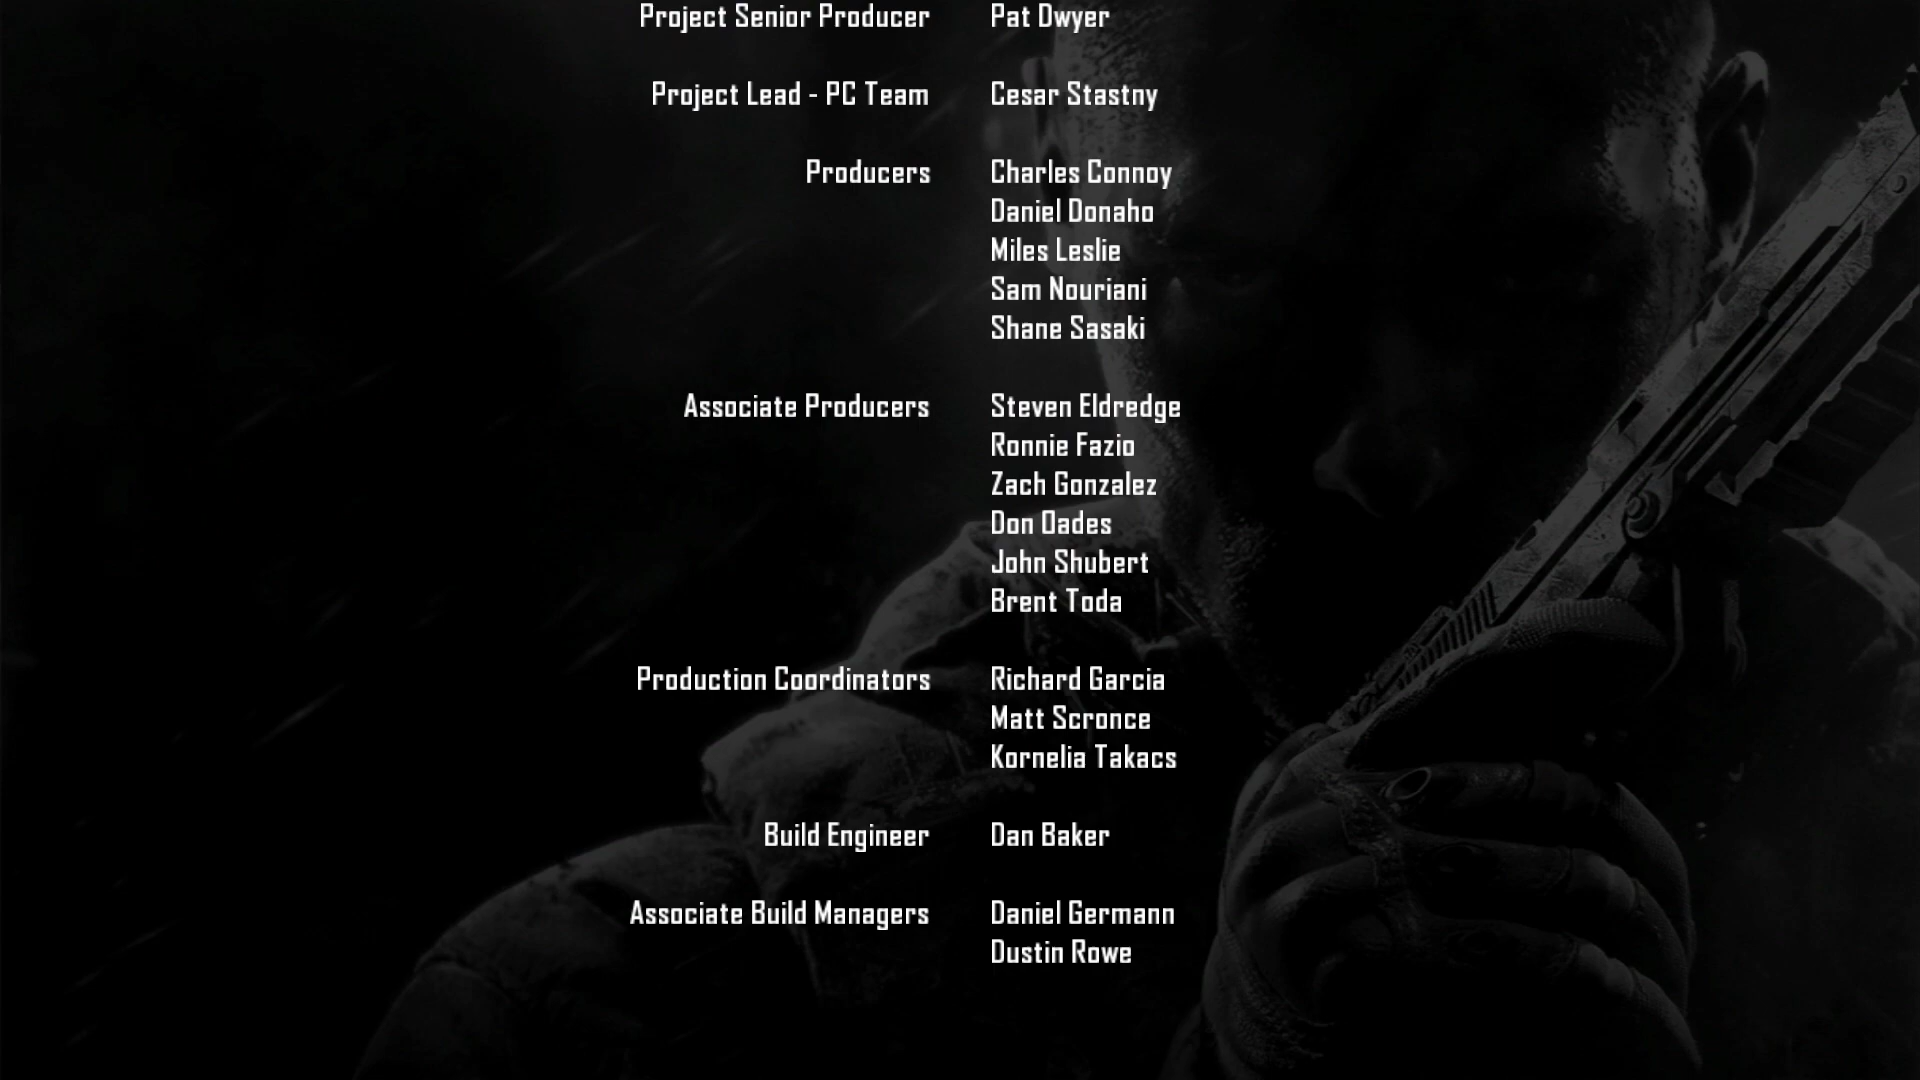 Project Senior Producer Pat Dwyer
Project Lead - PC Team Cesar Stastny
Producers Charles Connoy
Daniel Donaho
Miles Leslie
Sam Nouriani
Shane Sasaki
Associate Producers Steven Eldredge
Ronnie Fazio
Zach Gonzalez
Don Oades
John Shubert
Brent Toda
Production Coordinators Richard Garcia
Matt Scronce
Kornelia Takacs
Build Engineer Dan Baker
Associate Build Managers Daniel Germann
Dustin Rowe